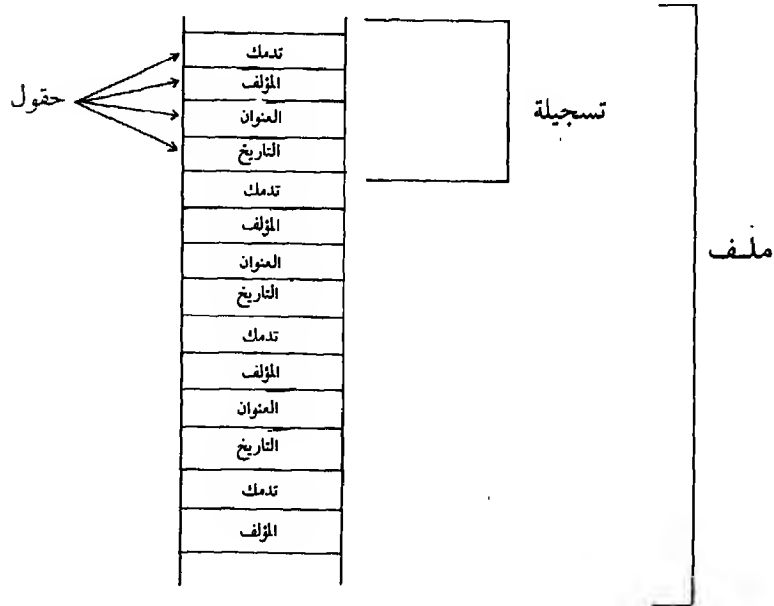 تدمك
المؤلف
العنوان
التاريخ
تدمك
المؤلف
العنوان
التاريخ
تدمك
المؤلف
العنوان
التاريخ
تدمك
المؤلف
حقول
تسجيلة
ملف